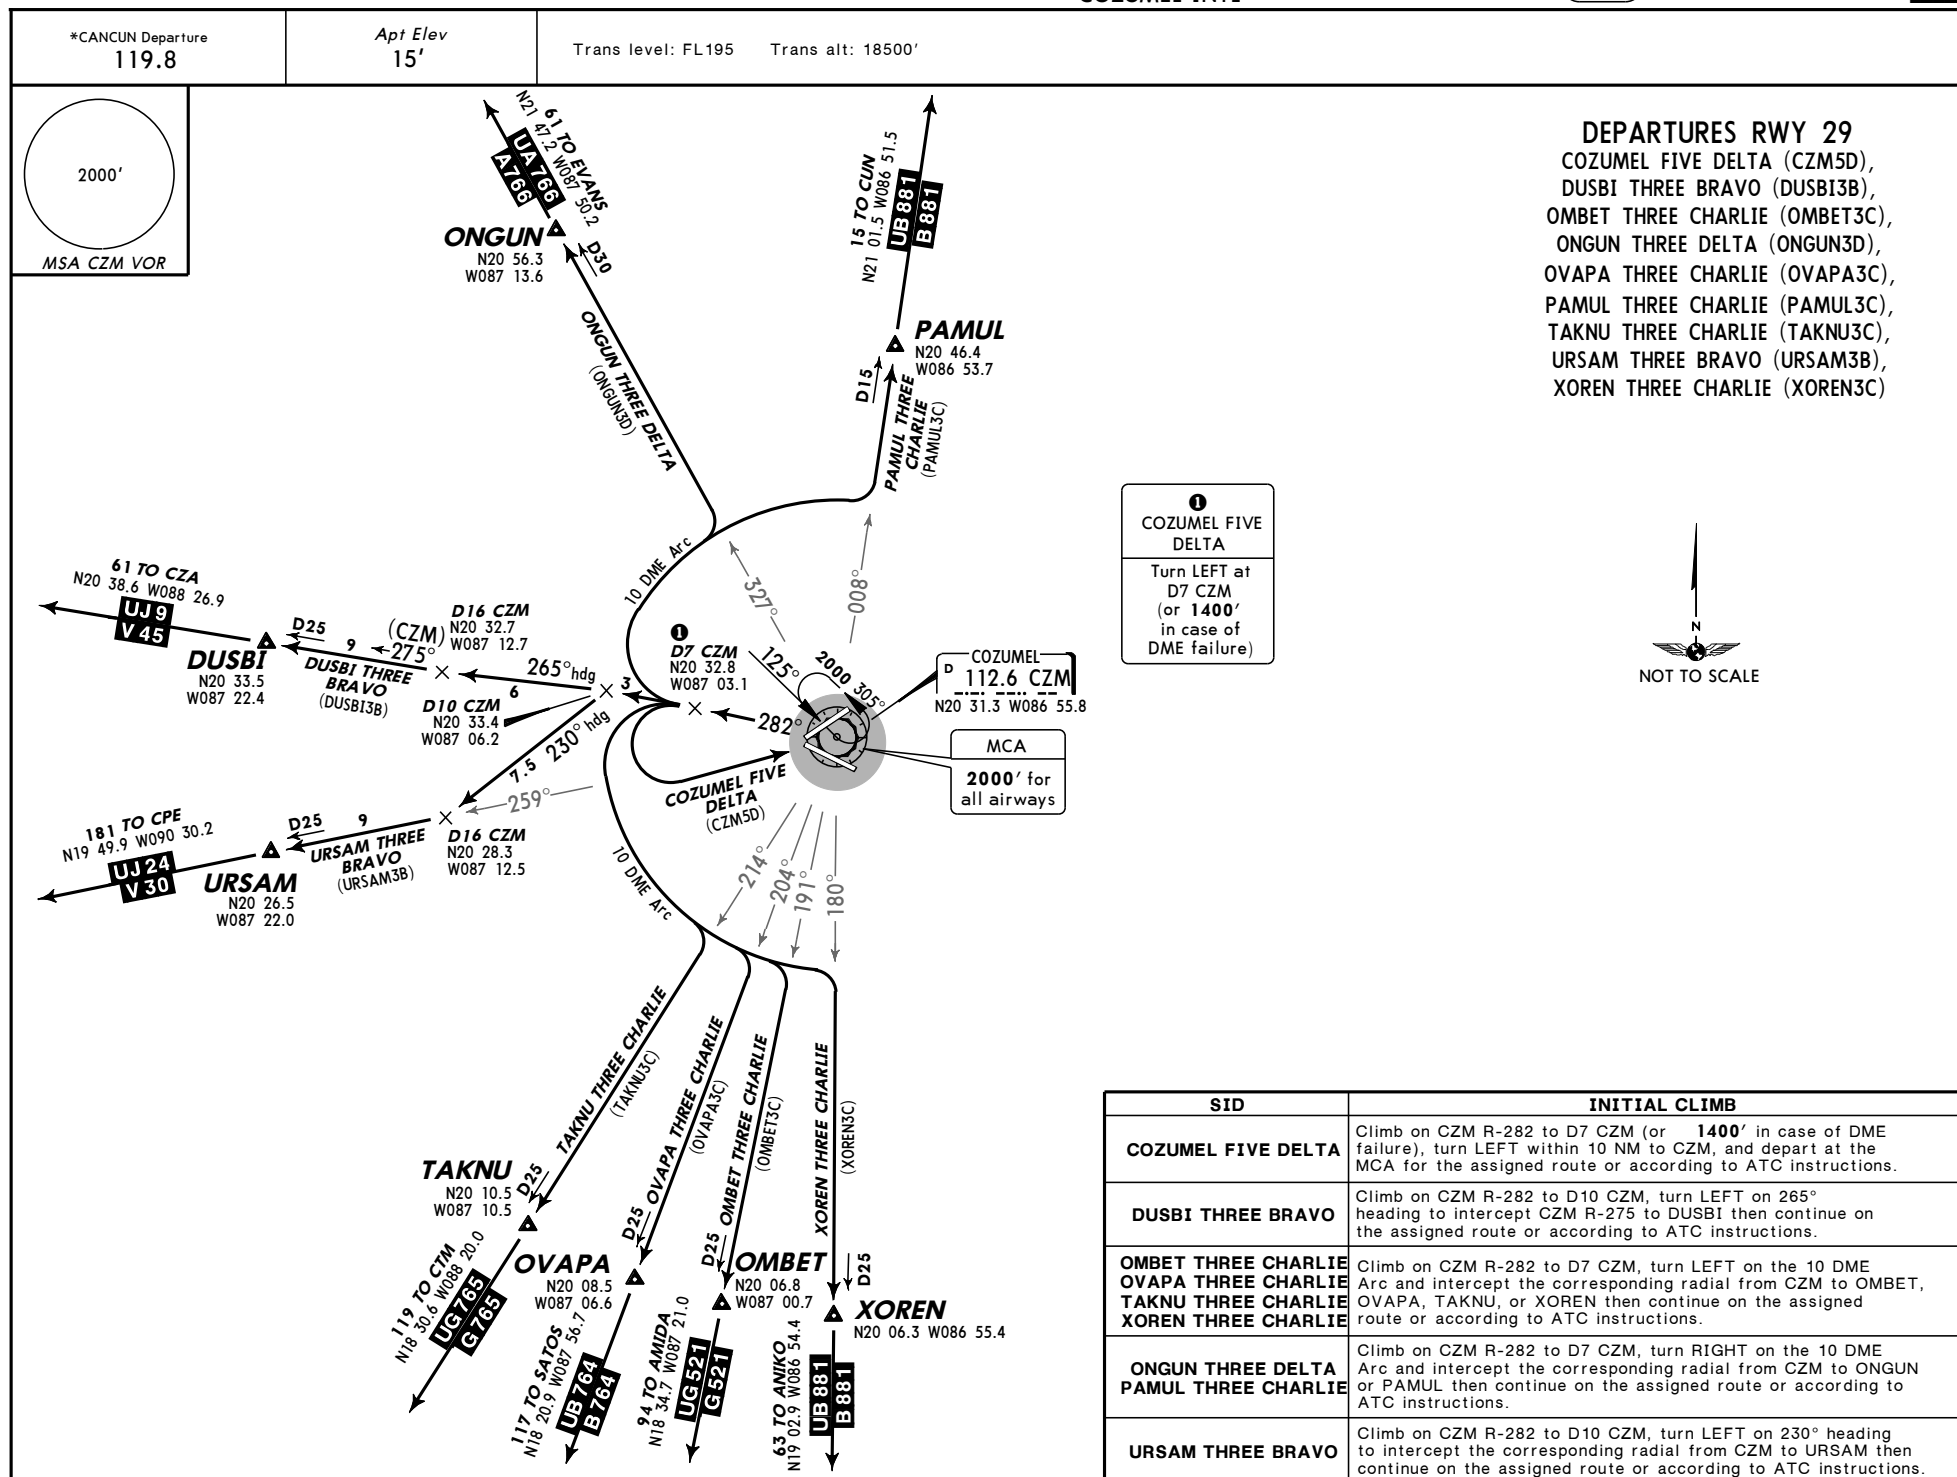 *CANCUN Departure
119.8
Apt Elev
15'
Trans level: FL195 Trans alt: 18500'
2000'
MSA CZM VOR
DEPARTURES RWY 29
COZUMEL FIVE DELTA (CZM5D),
DUSBI THREE BRAVO (DUSBI3B),
OMBET THREE CHARLIE (OMBET3C),
ONGUN THREE DELTA (ONGUN3D),
OVAPA THREE CHARLIE (OVAPA3C),
PAMUL THREE CHARLIE (PAMUL3C),
TAKNU THREE CHARLIE (TAKNU3C),
URSAM THREE BRAVO (URSAM3B),
XOREN THREE CHARLIE (XOREN3C)
61 TO EVANS
N21 47.2 W087 50.2
UA766
A766
ONGUN
N20 56.3
W087 13.6
D30
ONGUN THREE DELTA
(ONGUN3D)
15 TO CUN
N21 01.5 W086 51.5
UB881
B881
PAMUL
N20 46.4
W086 53.7
D15
PAMUL THREE
CHARLIE
(PAMUL3C)
1
COZUMEL FIVE
DELTA
Turn LEFT at
D7 CZM
(or 1400'
in case of
DME failure)
N
NOT TO SCALE
10 DME Arc
327°
008°
61 TO CZA
N20 38.6 W088 26.9
UJ9
V45
DUSBI
N20 33.5
W087 22.4
D25
9
(CZM)
275°
DUSBI THREE
BRAVO
(DUSBI3B)
D16 CZM
N20 32.7
W087 12.7
265° hdg
6
D10 CZM
N20 33.4
W087 06.2
3
1
D7 CZM
N20 32.8
W087 03.1
125°
2000
305°
282°
COZUMEL
D 112.6 CZM
N20 31.3 W086 55.8
MCA
2000' for
all airways
230° hdg
7.5
259°
COZUMEL FIVE
DELTA
(CZM5D)
181 TO CPE
N19 49.9 W090 30.2
UJ24
V30
URSAM
N20 26.5
W087 22.0
D25
9
URSAM THREE
BRAVO
(URSAM3B)
D16 CZM
N20 28.3
W087 12.5
10 DME Arc
214°
204°
191°
180°
TAKNU THREE CHARLIE
(TAKNU3C)
OVAPA THREE CHARLIE
(OVAPA3C)
OMBET THREE CHARLIE
(OMBET3C)
XOREN THREE CHARLIE
(XOREN3C)
TAKNU
N20 10.5
W087 10.5
D25
119 TO CTM
N18 30.6 W088 20.0
UG765
G765
OVAPA
N20 08.5
W087 06.6
D25
117 TO SATOS
N18 20.9 W087 56.7
UB764
B764
OMBET
N20 06.8
W087 00.7
D25
94 TO AMIDA
N18 34.7 W087 21.0
UG521
G521
XOREN
N20 06.3 W086 55.4
D25
63 TO ANIKO
N19 02.9 W086 54.4
UB881
B881
SID
INITIAL CLIMB
COZUMEL FIVE DELTA
Climb on CZM R-282 to D7 CZM (or 1400' in case of DME
failure), turn LEFT within 10 NM to CZM, and depart at the
MCA for the assigned route or according to ATC instructions.
DUSBI THREE BRAVO
Climb on CZM R-282 to D10 CZM, turn LEFT on 265°
heading to intercept CZM R-275 to DUSBI then continue on
the assigned route or according to ATC instructions.
OMBET THREE CHARLIE
OVAPA THREE CHARLIE
TAKNU THREE CHARLIE
XOREN THREE CHARLIE
Climb on CZM R-282 to D7 CZM, turn LEFT on the 10 DME
Arc and intercept the corresponding radial from CZM to OMBET,
OVAPA, TAKNU, or XOREN then continue on the assigned
route or according to ATC instructions.
ONGUN THREE DELTA
PAMUL THREE CHARLIE
Climb on CZM R-282 to D7 CZM, turn RIGHT on the 10 DME
Arc and intercept the corresponding radial from CZM to ONGUN
or PAMUL then continue on the assigned route or according to
ATC instructions.
URSAM THREE BRAVO
Climb on CZM R-282 to D10 CZM, turn LEFT on 230° heading
to intercept the corresponding radial from CZM to URSAM then
continue on the assigned route or according to ATC instructions.